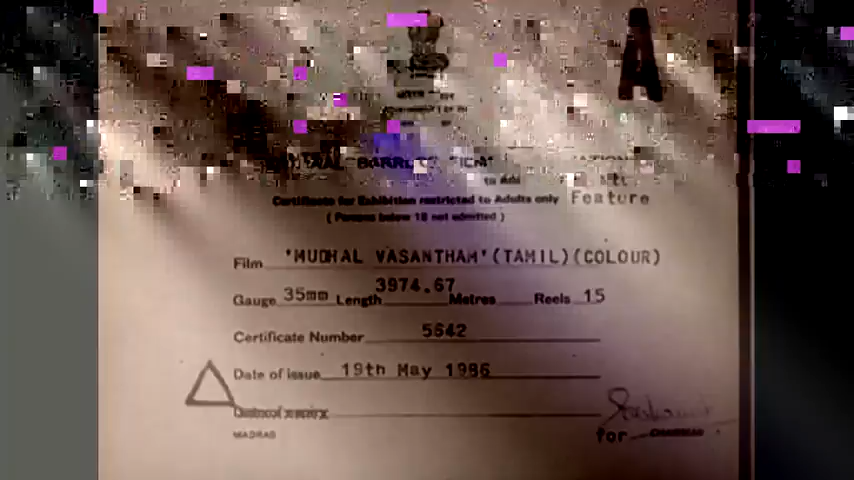 A
Certificate for Exhibition restricted to Adults only Feature
( Persons below 18 not admitted )
Film 'MUDHAL VASANTHAM'(TAMIL)(COLOUR)
Gauge 35mm Length 3974.67 Metres Reels 15
Certificate Number 5642
Date of issue 19th May 1986
MADRAS
for CHAIRMAN